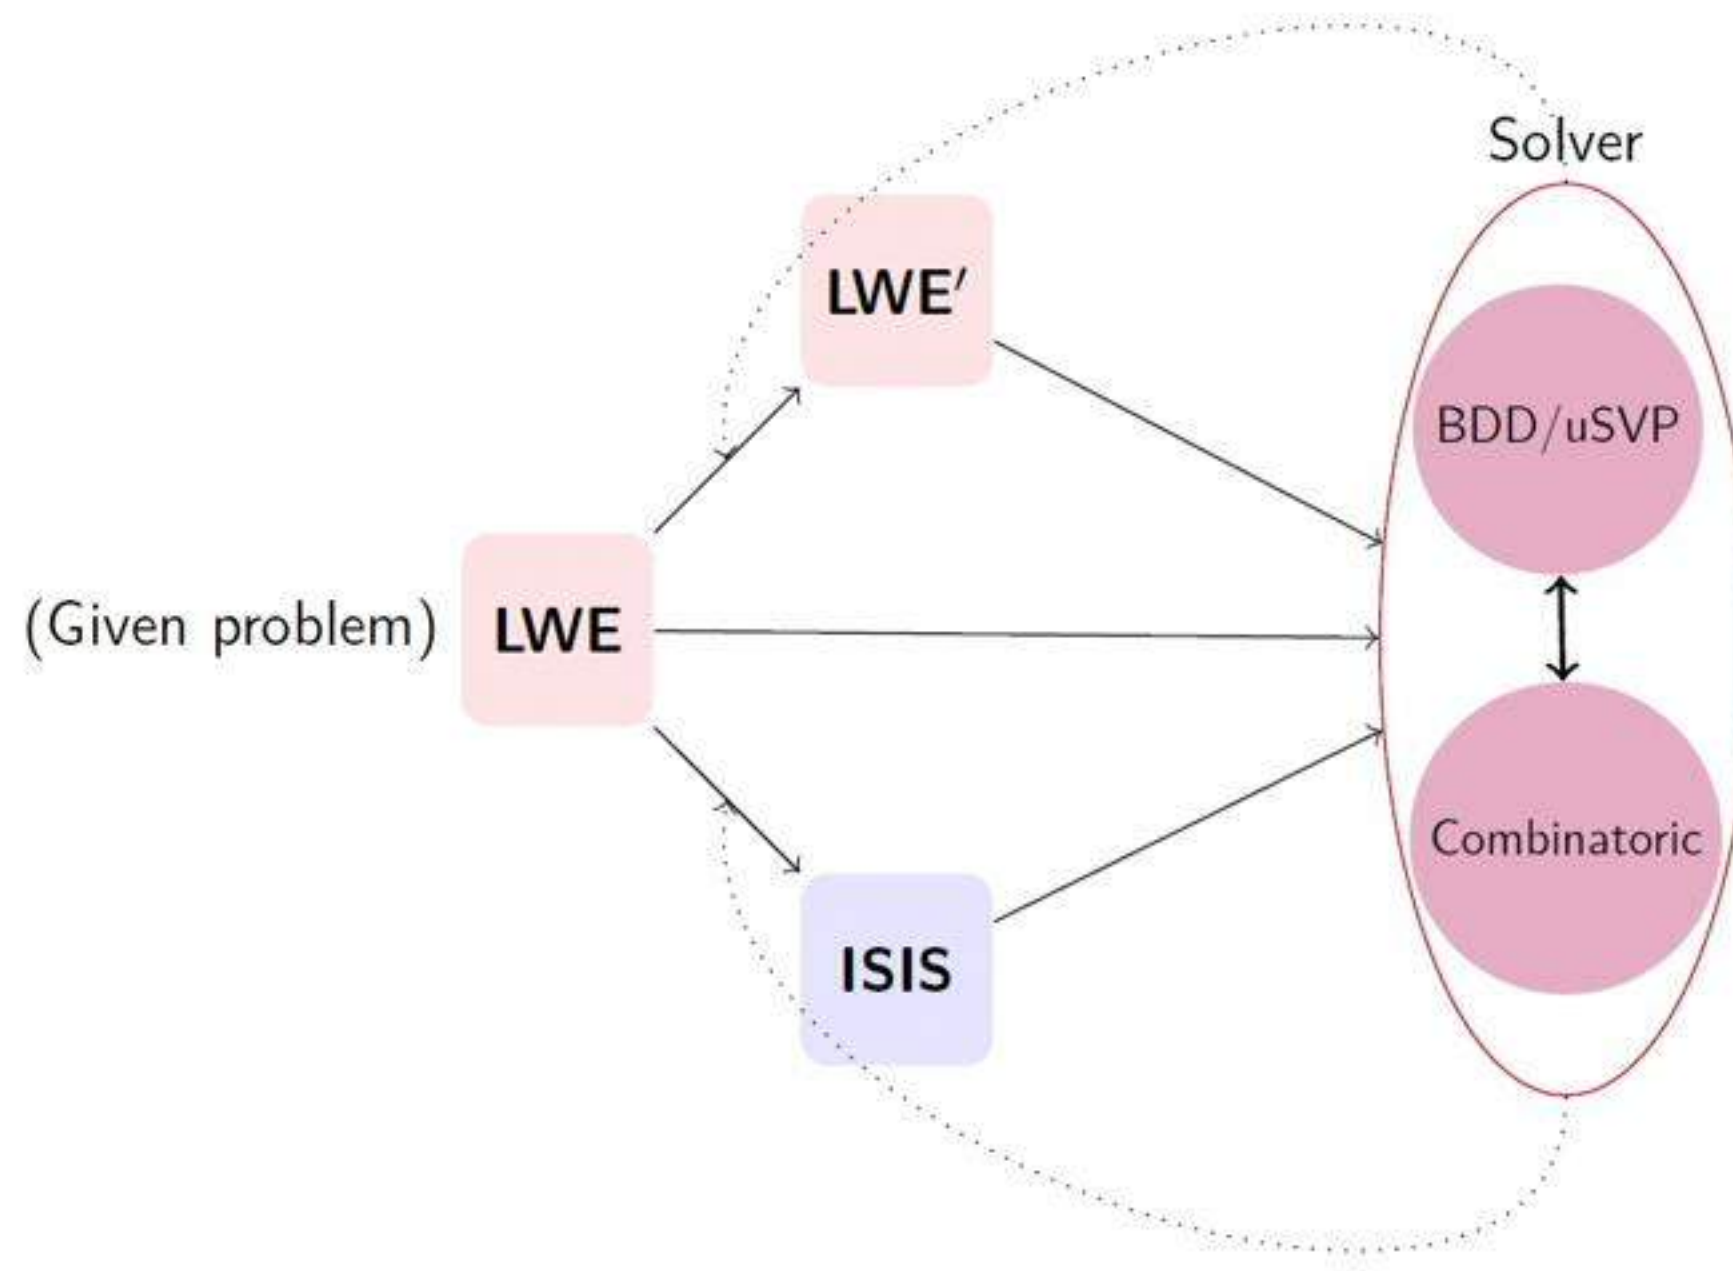 Solver
LWE′
BDD/uSVP
(Given problem) LWE
Combinatoric
ISIS